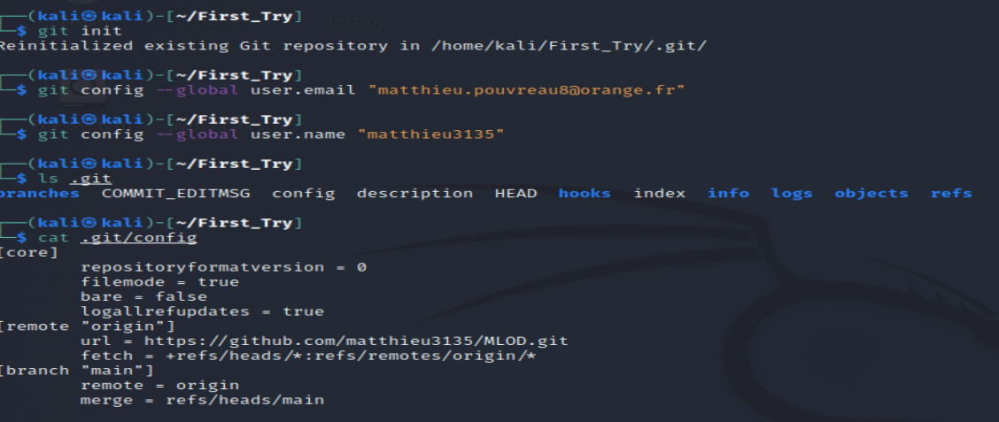 (kali㉿kali)-[~/First_Try]
$ git init
Reinitialized existing Git repository in /home/kali/First_Try/.git/
(kali㉿kali)-[~/First_Try]
$ git config --global user.email "matthieu.pouvreau8@orange.fr"
(kali㉿kali)-[~/First_Try]
$ git config --global user.name "matthieu3135"
(kali㉿kali)-[~/First_Try]
$ ls .git
branches COMMIT_EDITMSG config description HEAD hooks index info logs objects refs
(kali㉿kali)-[~/First_Try]
$ cat .git/config
[core]
repositoryformatversion = 0
filemode = true
bare = false
logallrefupdates = true
[remote "origin"]
url = https://github.com/matthieu3135/MLOD.git
fetch = +refs/heads/*:refs/remotes/origin/*
[branch "main"]
remote = origin
merge = refs/heads/main